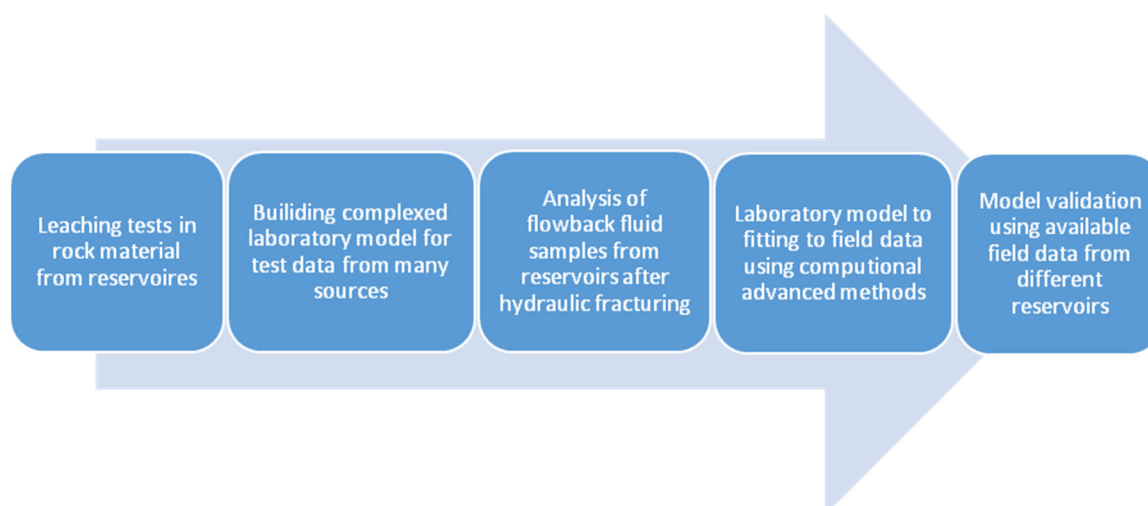 Leaching tests in
rock material
from reservoires
Builiding complexed
laboratory model for
test data from many
sources
Analysis of
flowback fluid
samples from
reservoirs after
hydraulic fracturing
Laboratory model to
fitting to field data
using computional
advanced methods
Model validation
using available
field data from
different
reservoirs